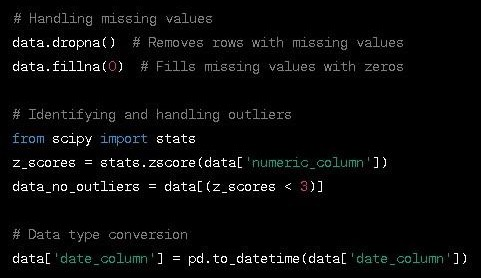 # Handling missing values
data.dropna()  # Removes rows with missing values
data.fillna(0)  # Fills missing values with zeros
# Identifying and handling outliers
from scipy import stats
z_scores = stats.zscore(data['numeric_column'])
data_no_outliers = data[(z_scores < 3)]
# Data type conversion
data['date_column'] = pd.to_datetime(data['date_column'])